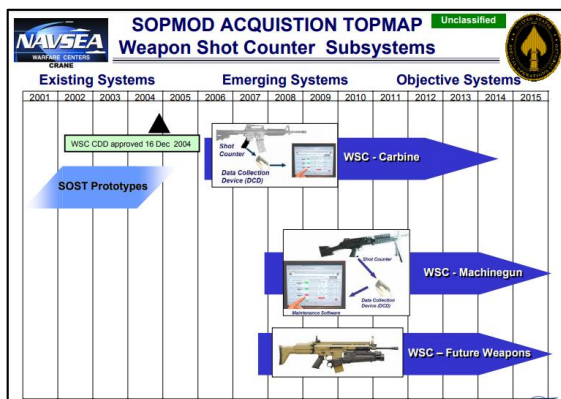 SOPMOD ACQUISTION TOPMAP
Unclassified
Weapon Shot Counter Subsystems
NAVSEA
WARFARE CENTERS
CRANE
Existing Systems
Emerging Systems
Objective Systems
2001 2002 2003 2004 2005 2006 2007 2008 2009 2010 2011 2012 2013 2014 2015
WSC CDD approved 16 Dec 2004
SOST Prototypes
Shot
Counter
Data Collection
Device (DCD)
WSC - Carbine
Shot Counter
Data Collection
Device (DCD)
Maintenance Software
WSC - Machinegun
WSC – Future Weapons